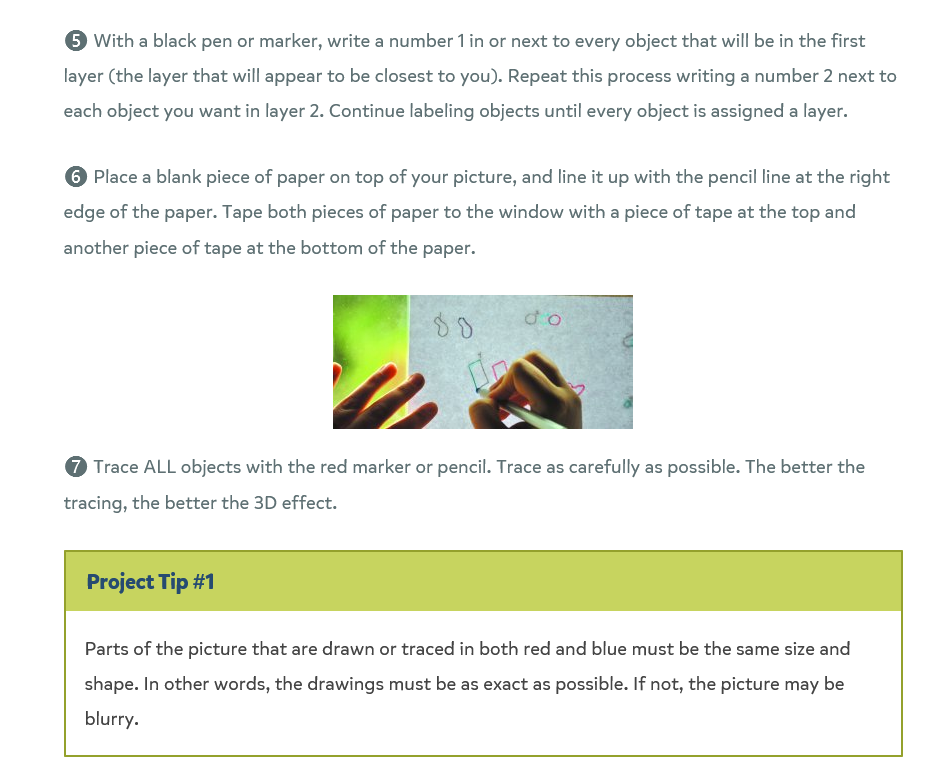 5 With a black pen or marker, write a number 1 in or next to every object that will be in the first
layer (the layer that will appear to be closest to you). Repeat this process writing a number 2 next to
each object you want in layer 2. Continue labeling objects until every object is assigned a layer.
6 Place a blank piece of paper on top of your picture, and line it up with the pencil line at the right
edge of the paper. Tape both pieces of paper to the window with a piece of tape at the top and
another piece of tape at the bottom of the paper.
7 Trace ALL objects with the red marker or pencil. Trace as carefully as possible. The better the
tracing, the better the 3D effect.
Project Tip #1
Parts of the picture that are drawn or traced in both red and blue must be the same size and
shape. In other words, the drawings must be as exact as possible. If not, the picture may be
blurry.